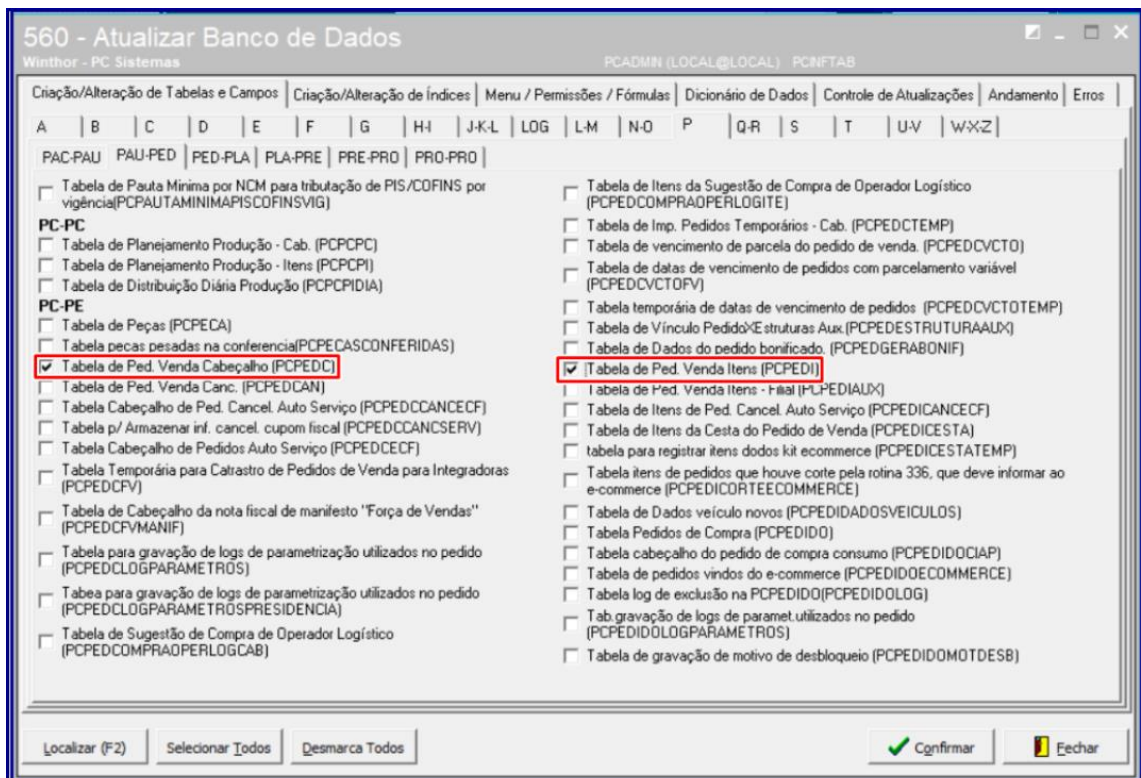 560 - Atualizar Banco de Dados
Winthor - PC Sistemas PCADMIN (LOCAL@LOCAL) PCINFTAB
Criação/Alteração de Tabelas e Campos Criação/Alteração de Índices Menu / Permissões / Fórmulas Dicionário de Dados Controle de Atualizações Andamento Erros
A B C D E F G H-I J-K-L LOG L-M N-O P Q-R S T U-V W-X-Z
PAC-PAU PAU-PED PED-PLA PLA-PRE PRE-PRO PRO-PRO
Tabela de Pauta Minima por NCM para tributação de PIS/COFINS por
vigência(PCPAUTAMINIMAPISCOFINSVIG)
PC-PC
Tabela de Planejamento Produção - Cab. (PCPCPC)
Tabela de Planejamento Produção - Itens (PCPCPI)
Tabela de Distribuição Diária Produção (PCPCPIDIA)
PC-PE
Tabela de Peças (PCPECA)
Tabela pecas pesadas na conferencia(PCPECASCONFERIDAS)
Tabela de Ped. Venda Cabeçalho (PCPEDC)
Tabela de Ped. Venda Canc. (PCPEDCAN)
Tabela Cabeçalho de Ped. Cancel. Auto Serviço (PCPEDCCANCECF)
Tabela p/ Armazenar inf. cancel. cupom fiscal (PCPEDCCANCSERV)
Tabela Cabeçalho de Pedidos Auto Serviço (PCPEDCECF)
Tabela Temporária para Catrastro de Pedidos de Venda para Integradoras
(PCPEDCFV)
Tabela de Cabeçalho da nota fiscal de manifesto "Força de Vendas"
(PCPEDCFVMANIF)
Tabela para gravação de logs de parametrização utilizados no pedido
(PCPEDCLOGPARAMETROS)
Tabea para gravação de logs de parametrização utilizados no pedido
(PCPEDCLOGPARAMETROSPRESIDENCIA)
Tabela de Sugestão de Compra de Operador Logístico
(PCPEDCOMPRAOPERLOGCAB)
Tabela de Itens da Sugestão de Compra de Operador Logístico
(PCPEDCOMPRAOPERLOGITE)
Tabela de Imp. Pedidos Temporários - Cab. (PCPEDCTEMP)
Tabela de vencimento de parcela do pedido de venda. (PCPEDCVCTO)
Tabela de datas de vencimento de pedidos com parcelamento variável
(PCPEDCVCTOFV)
Tabela temporária de datas de vencimento de pedidos (PCPEDCVCTOTEMP)
Tabela de Vínculo PedidoXEstruturas Aux.(PCPEDESTRUTURAAUX)
Tabela de Dados do pedido bonificado. (PCPEDGERABONIF)
Tabela de Ped. Venda Itens (PCPEDI)
Tabela de Ped. Venda Itens - Filial (PCPEDIAUX)
Tabela de Itens de Ped. Cancel. Auto Serviço (PCPEDICANCECF)
Tabela de Itens da Cesta do Pedido de Venda (PCPEDICESTA)
tabela para registrar itens dodos kit ecommerce (PCPEDICESTATEMP)
Tabela itens de pedidos que houve corte pela rotina 336, que deve informar ao
e-commerce (PCPEDICORTEECOMMERCE)
Tabela de Dados veículo novos (PCPEDIDADOSVEICULOS)
Tabela Pedidos de Compra (PCPEDIDO)
Tabela cabeçalho do pedido de compra consumo (PCPEDIDOCIAP)
Tabela de pedidos vindos do e-commerce (PCPEDIDOECOMMERCE)
Tabela log de exclusão na PCPEDIDO(PCPEDIDOLOG)
Tab.gravação de logs de paramet.utilizados no pedido
(PCPEDIDOLOGPARAMETROS)
Tabela de gravação de motivo de desbloqueio (PCPEDIDOMOTDESB)
Localizar (F2) Selecionar Todos Desmarca Todos Confirmar Fechar